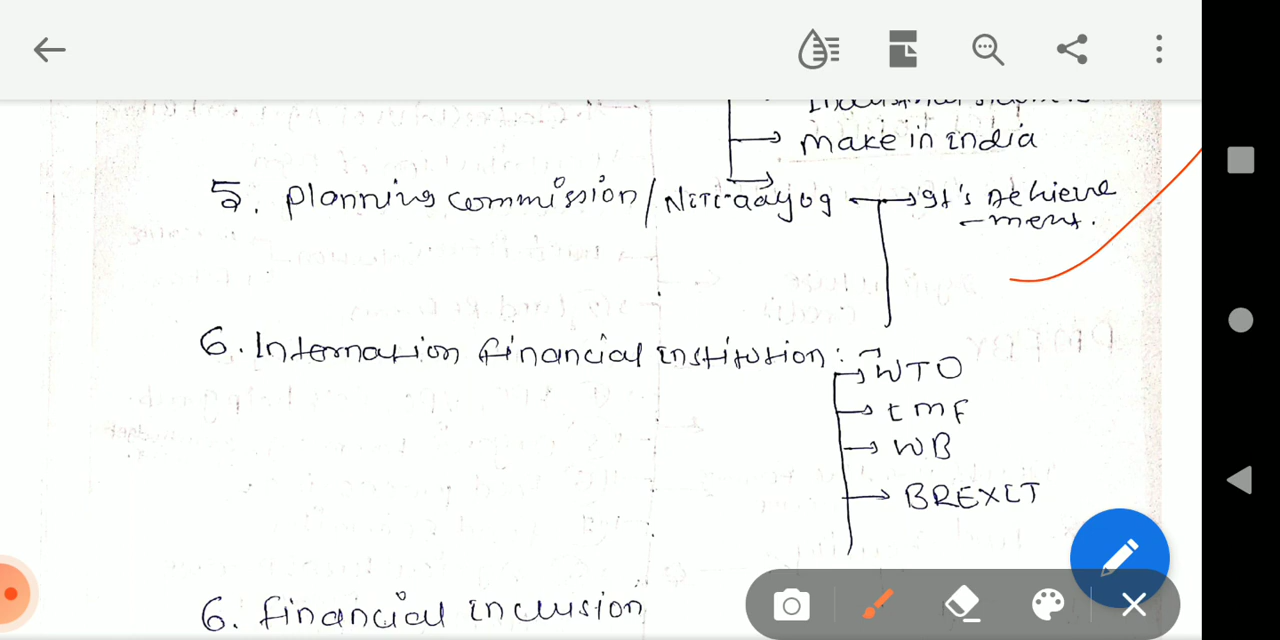 make in india
5. Planning commission/NITI-aayog → It's Achieve
-ment.
6. Internation financial institution:
WTO
IMF
WB
BREXIT
6. financial inclusion